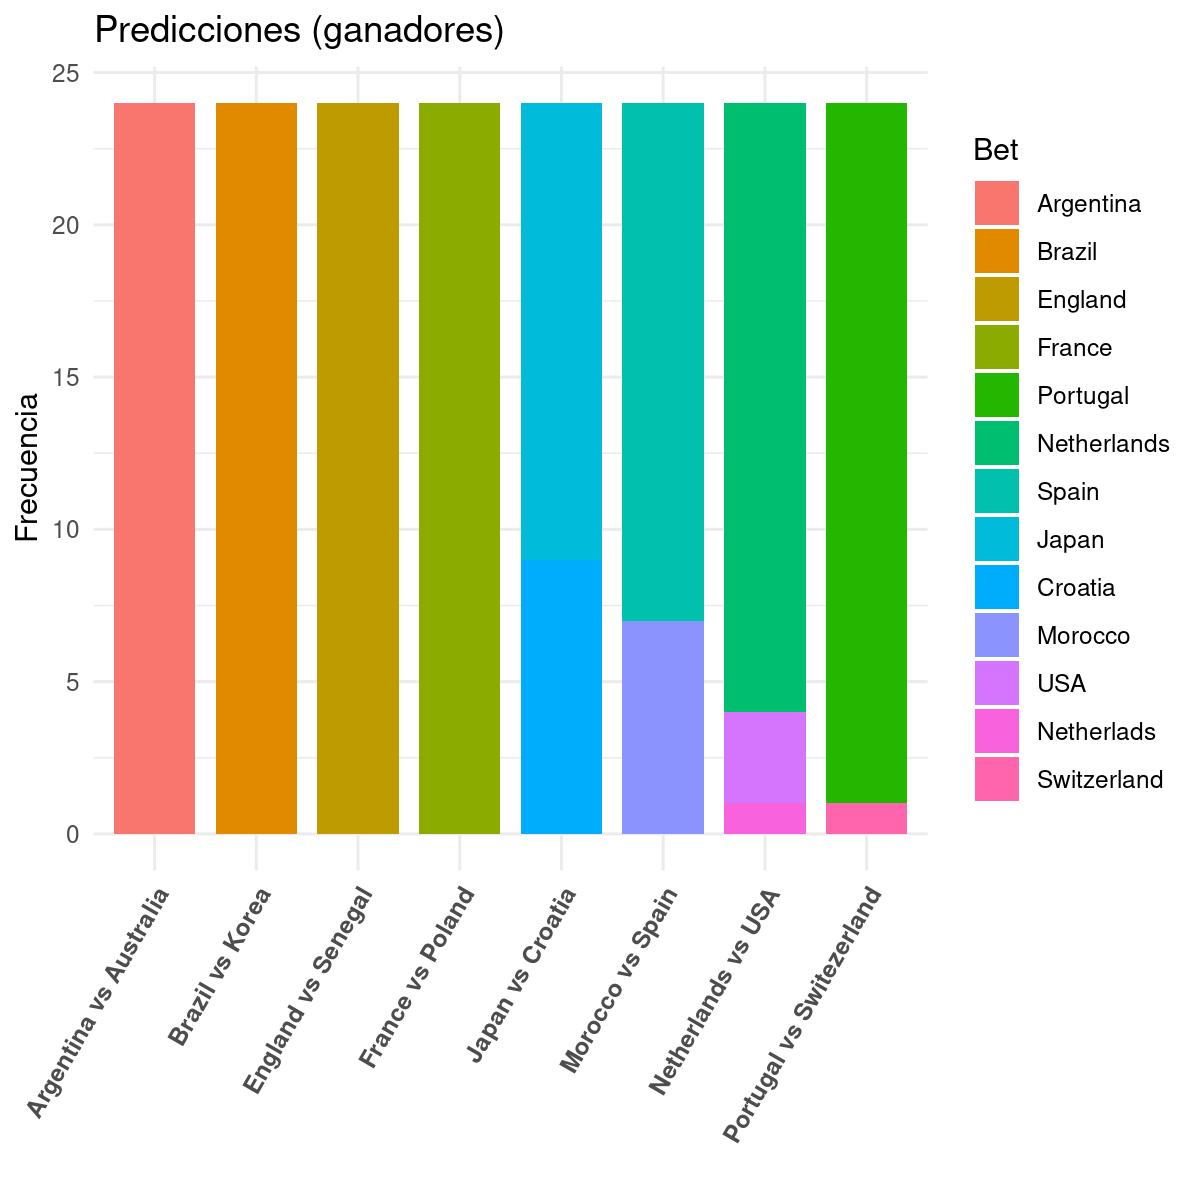 Predicciones (ganadores)
25
20
15
10
5
0
Frecuencia
Argentina vs Australia
Brazil vs Korea
England vs Senegal
France vs Poland
Japan vs Croatia
Morocco vs Spain
Netherlands vs USA
Portugal vs Switezerland
Bet
Argentina
Brazil
England
France
Portugal
Netherlands
Spain
Japan
Croatia
Morocco
USA
Netherlads
Switzerland